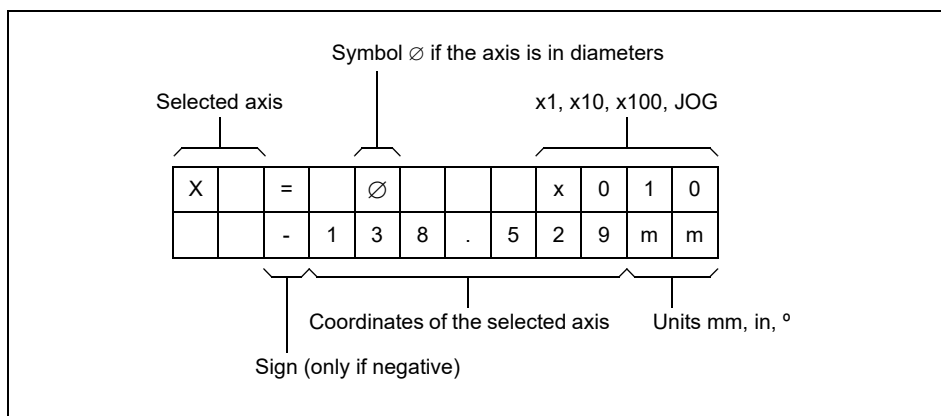 Symbol ∅ if the axis is in diameters
Selected axis
x1, x10, x100, JOG
X = ∅ x 0 1 0
- 1 3 8 . 5 2 9 m m
Coordinates of the selected axis
Units mm, in, º
Sign (only if negative)